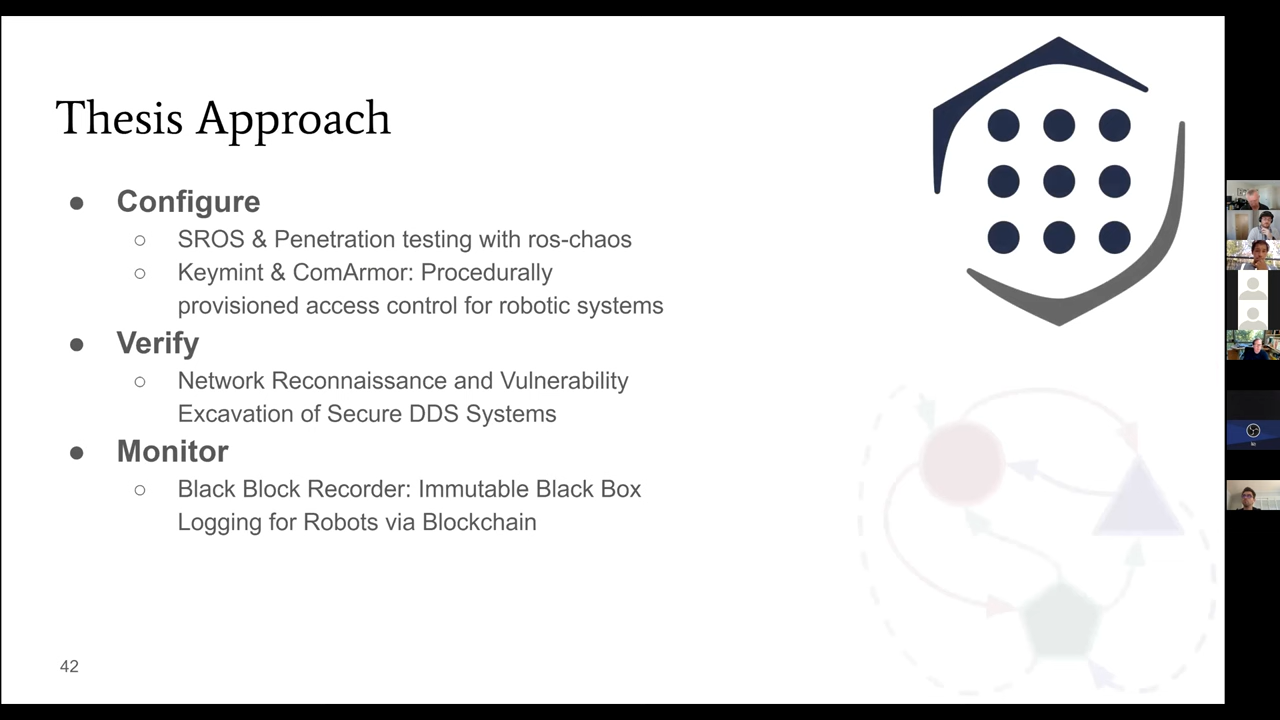 Thesis Approach
● Configure
○ SROS & Penetration testing with ros-chaos
○ Keymint & ComArmor: Procedurally
provisioned access control for robotic systems
● Verify
○ Network Reconnaissance and Vulnerability
Excavation of Secure DDS Systems
● Monitor
○ Black Block Recorder: Immutable Black Box
Logging for Robots via Blockchain
42